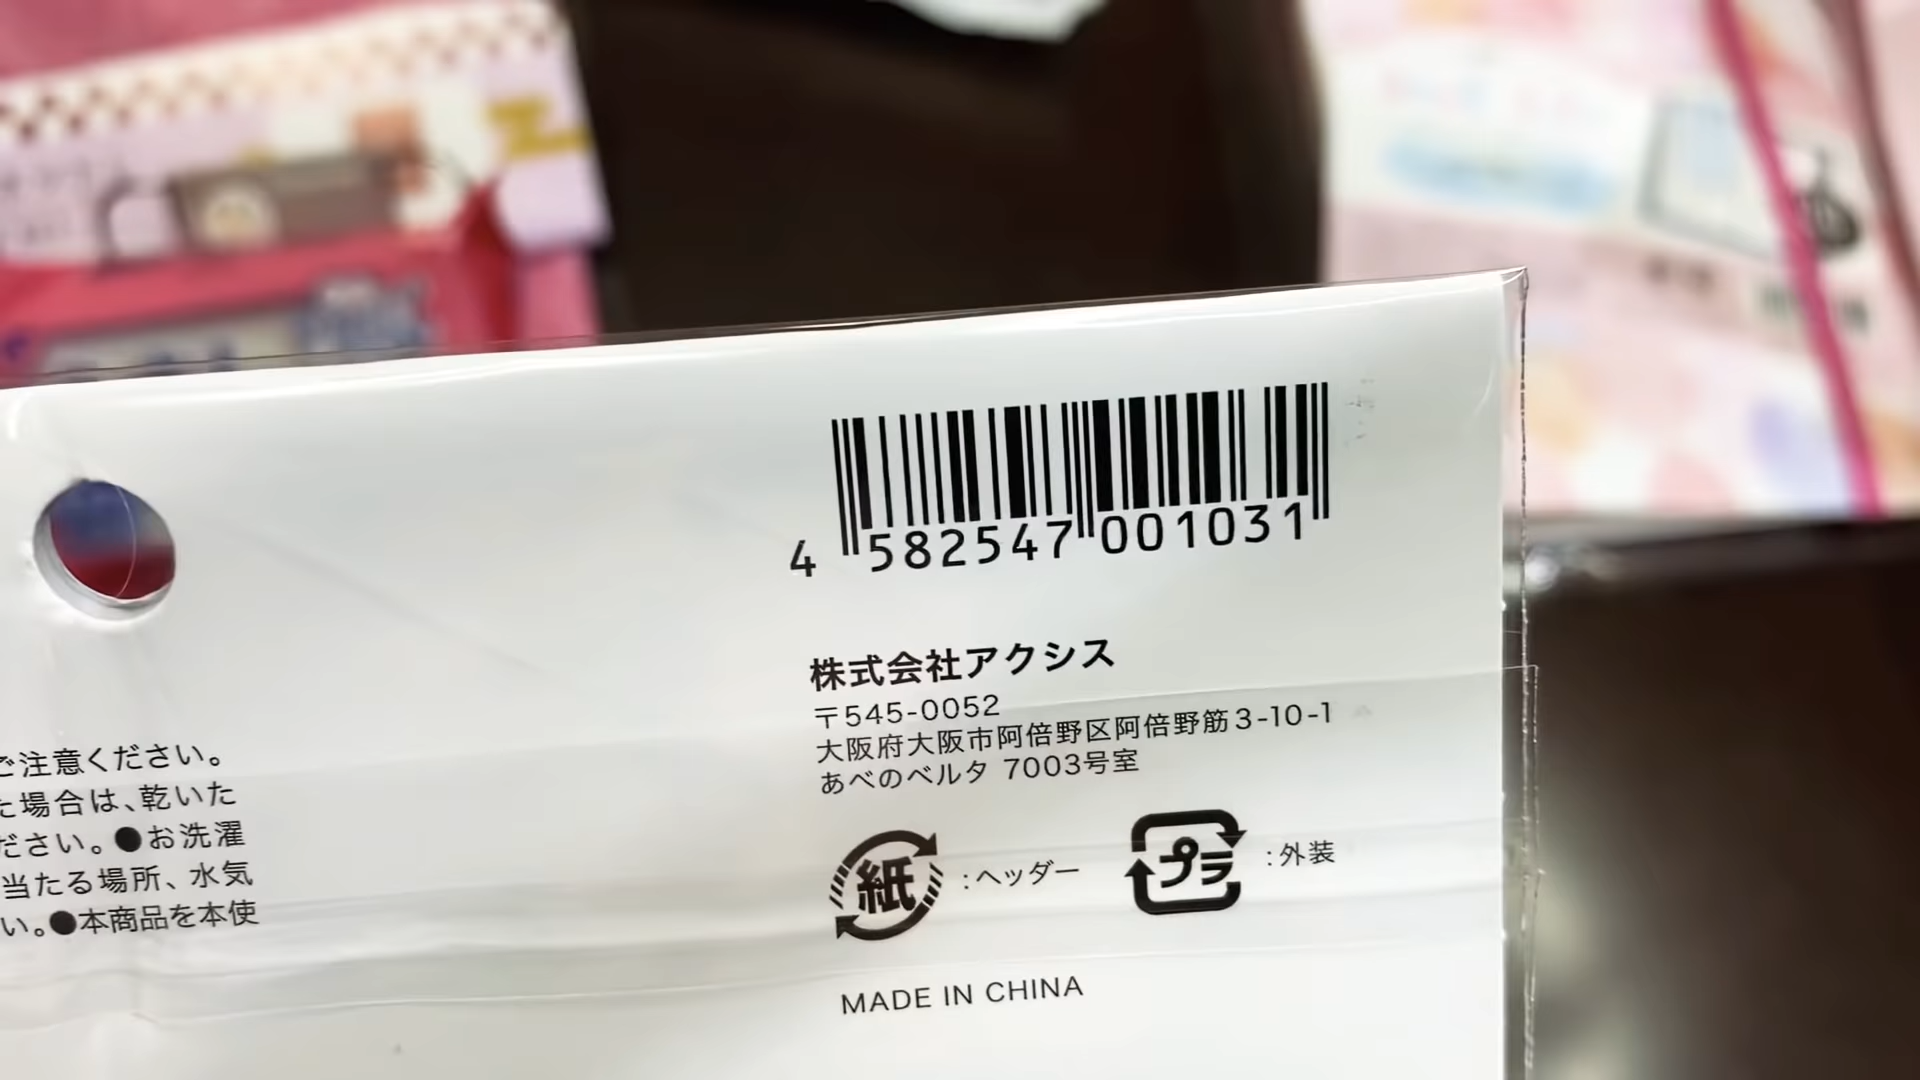 4 582547 001031
株式会社アクシス
〒545-0052
大阪府大阪市阿倍野区阿倍野筋3-10-1
あべのベルタ 7003号室
紙 :ヘッダー プラ :外装
MADE IN CHINA
ご注意ください。
た場合は、乾いた
ださい。●お洗濯
当たる場所、水気
い。●本商品を本使